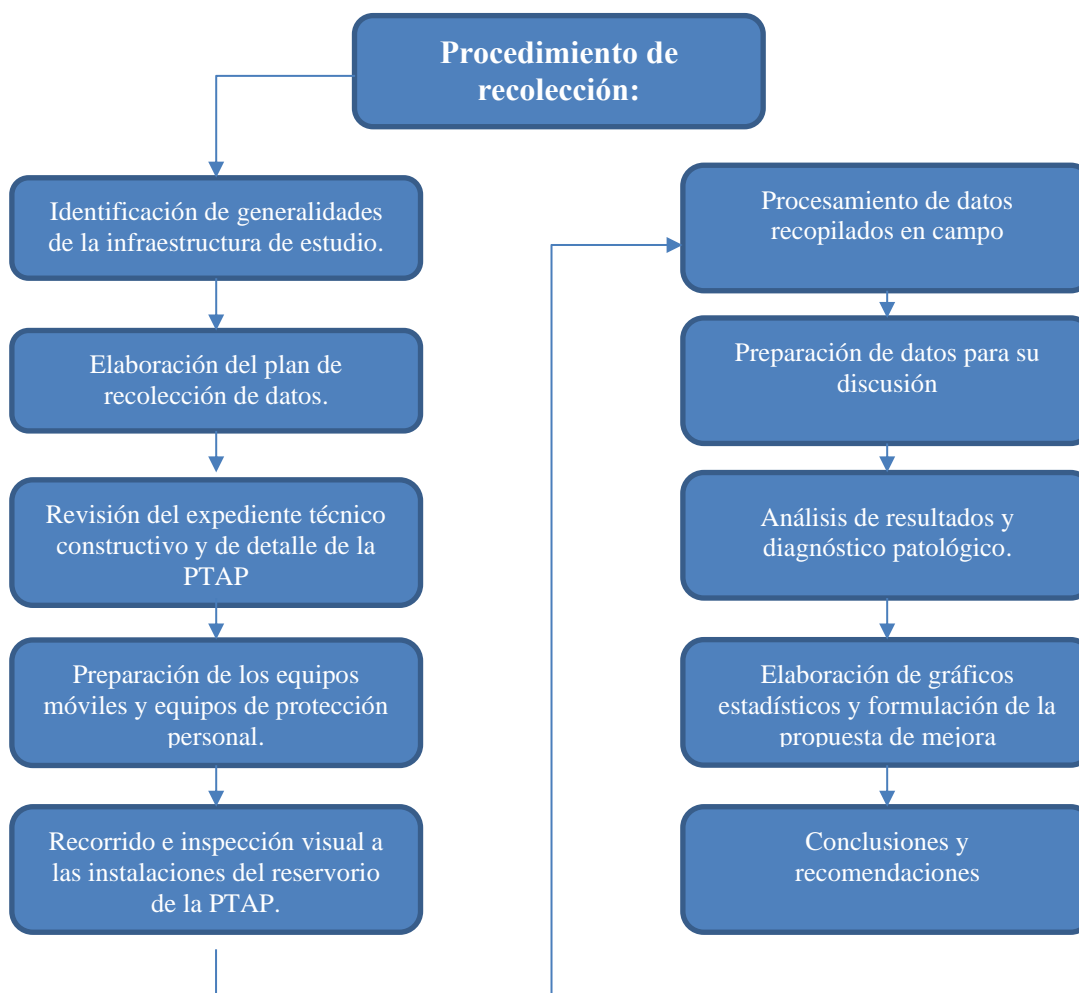 Procedimiento de
recolección:
Identificación de generalidades
de la infraestructura de estudio.
Elaboración del plan de
recolección de datos.
Revisión del expediente técnico
constructivo y de detalle de la
PTAP
Preparación de los equipos
móviles y equipos de protección
personal.
Recorrido e inspección visual a
las instalaciones del reservorio
de la PTAP.
Procesamiento de datos
recopilados en campo
Preparación de datos para su
discusión
Análisis de resultados y
diagnóstico patológico.
Elaboración de gráficos
estadísticos y formulación de la
propuesta de mejora
Conclusiones y
recomendaciones